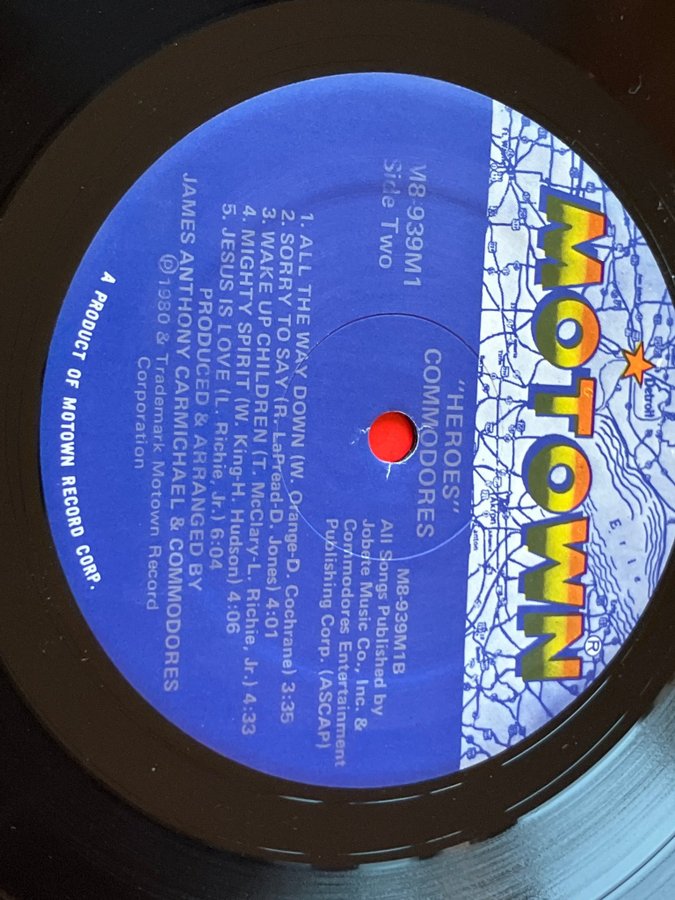 MOTOWN®
Detroit
Erie
"HEROES"
COMMODORES
M8-939M1
Side Two
M8-939M1B
All Songs Published by
Jobete Music Co., Inc. &
Commodores Entertainment
Publishing Corp. (ASCAP)
1. ALL THE WAY DOWN (W. Orange-D. Cochrane) 3:35
2. SORRY TO SAY (R. LaPread-D. Jones) 4:01
3. WAKE UP CHILDREN (T. McClary-L. Richie, Jr.) 4:33
4. MIGHTY SPIRIT (W. King-H. Hudson) 4:06
5. JESUS IS LOVE (L. Richie, Jr.) 6:04
PRODUCED & ARRANGED BY
JAMES ANTHONY CARMICHAEL & COMMODORES
℗1980 & Trademark Motown Record
Corporation
A PRODUCT OF MOTOWN RECORD CORP.